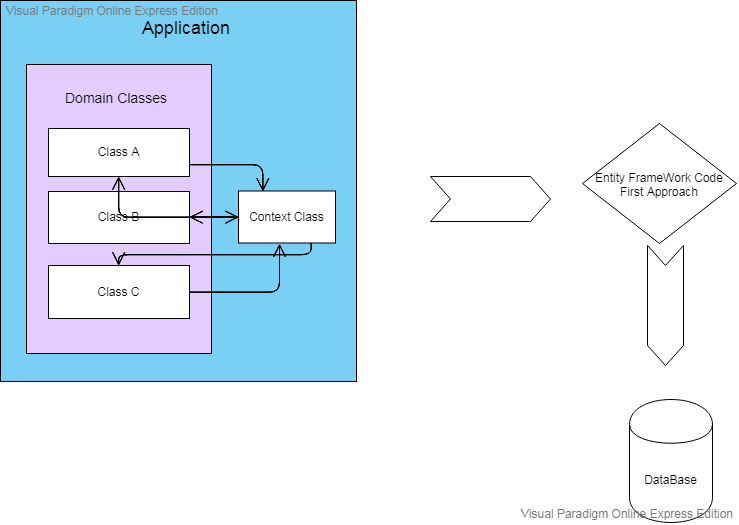 Visual Paradigm Online Express Edition
Application
Domain Classes
Class A
Class B
Context Class
Class C
Entity FrameWork Code
First Approach
DataBase
Visual Paradigm Online Express Edition